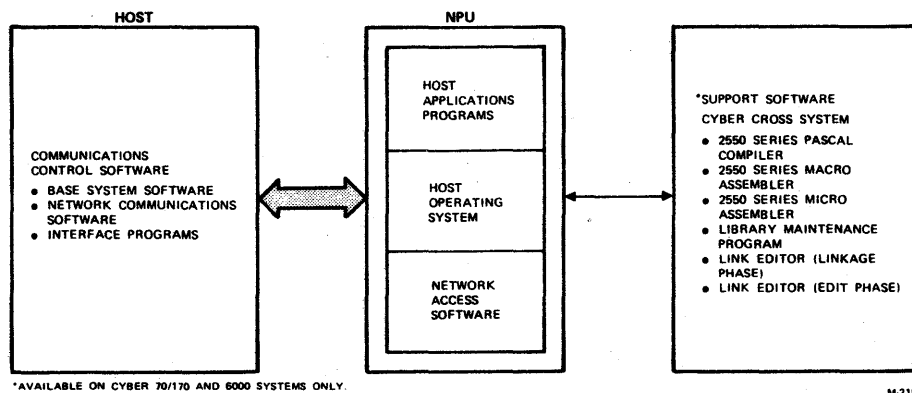 HOST
NPU
COMMUNICATIONS
CONTROL SOFTWARE
• BASE SYSTEM SOFTWARE
• NETWORK COMMUNICATIONS
SOFTWARE
• INTERFACE PROGRAMS
HOST
APPLICATIONS
PROGRAMS
HOST
OPERATING
SYSTEM
NETWORK
ACCESS
SOFTWARE
*SUPPORT SOFTWARE
CYBER CROSS SYSTEM
• 2550 SERIES PASCAL
COMPILER
• 2550 SERIES MACRO
ASSEMBLER
• 2550 SERIES MICRO
ASSEMBLER
• LIBRARY MAINTENANCE
PROGRAM
• LINK EDITOR (LINKAGE
PHASE)
• LINK EDITOR (EDIT PHASE)
*AVAILABLE ON CYBER 70/170 AND 6000 SYSTEMS ONLY.